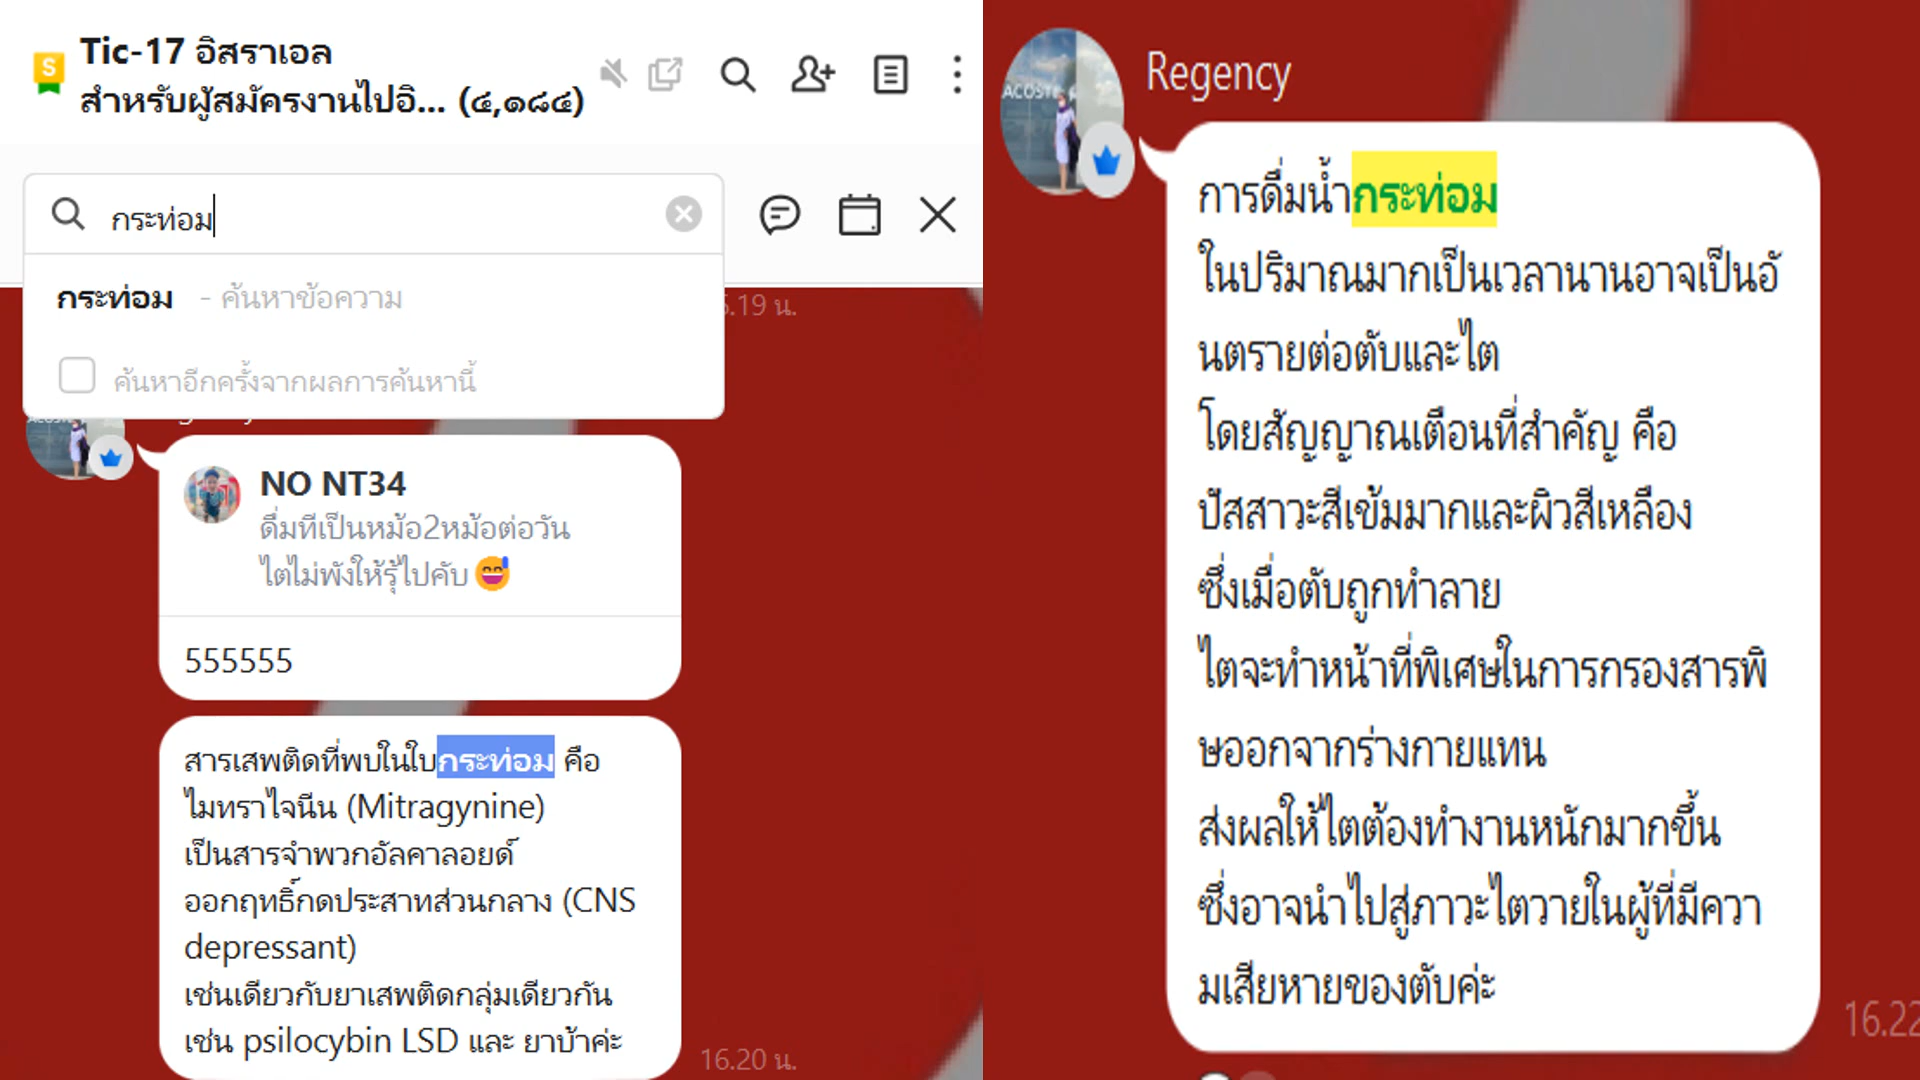 Tic-17 อิสราเอล
สำหรับผู้สมัครงานไปอิ... (๔,๑๘๔)
กระท่อม
กระท่อม - ค้นหาข้อความ
ค้นหาอีกครั้งจากผลการค้นหานี้
.19 น.
NO NT34
ดื่มทีเป็นหม้อ2หม้อต่อวัน
ไตไม่พังให้รุ้ไปคับ😅
555555
สารเสพติดที่พบในใบกระท่อม คือ
ไมทราไจนีน (Mitragynine)
เป็นสารจำพวกอัลคาลอยด์
ออกฤทธิ์กดประสาทส่วนกลาง (CNS
depressant)
เช่นเดียวกับยาเสพติดกลุ่มเดียวกัน
เช่น psilocybin LSD และ ยาบ้าค่ะ
16.20 น.
ACOSTE
Regency
การดื่มน้ำกระท่อม
ในปริมาณมากเป็นเวลานานอาจเป็นอั
นตรายต่อตับและไต
โดยสัญญาณเตือนที่สำคัญ คือ
ปัสสาวะสีเข้มมากและผิวสีเหลือง
ซึ่งเมื่อตับถูกทำลาย
ไตจะทำหน้าที่พิเศษในการกรองสารพิ
ษออกจากร่างกายแทน
ส่งผลให้ไตต้องทำงานหนักมากขึ้น
ซึ่งอาจนำไปสู่ภาวะไตวายในผู้ที่มีควา
มเสียหายของตับค่ะ
16.22